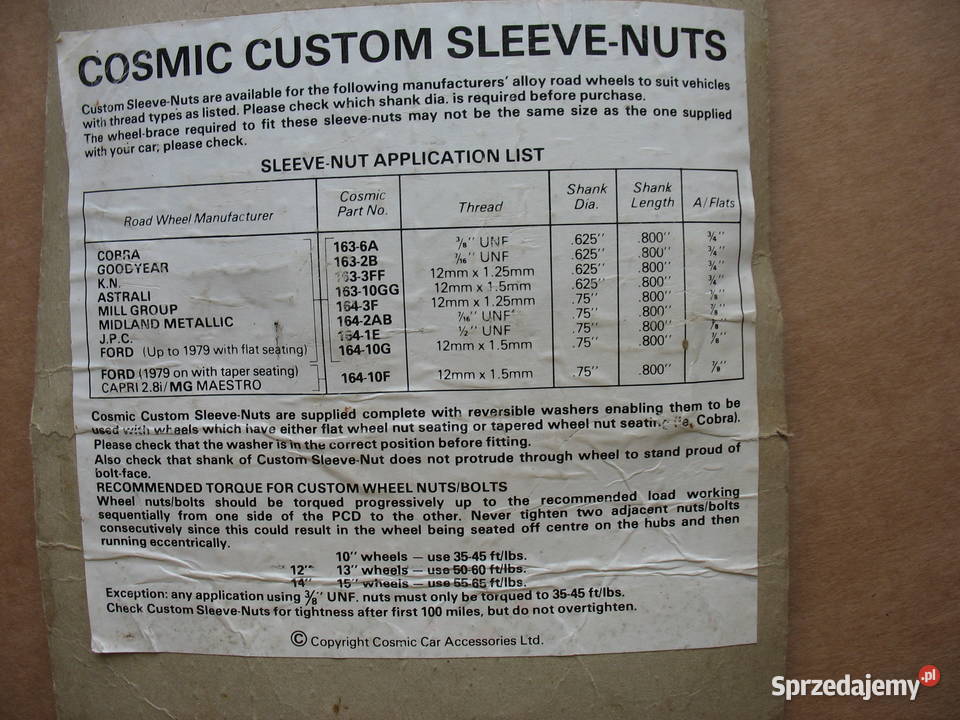 COSMIC CUSTOM SLEEVE-NUTS
Custom Sleeve-Nuts are available for the following manufacturers' alloy road wheels to suit vehicles
with thread types as listed. Please check which shank dia. is required before purchase.
The wheel-brace required to fit these sleeve-nuts may not be the same size as the one supplied
with your car; please check.
SLEEVE-NUT APPLICATION LIST
Road Wheel Manufacturer Cosmic Part No. Thread Shank Dia. Shank Length A/Flats
COBRA 163-6A 3/8" UNF .625" .800" 3/4"
GOODYEAR 163-2B 7/16" UNF .625" .800" 3/4"
K.N. 163-3FF 12mm x 1.25mm .625" .800" 3/4"
ASTRALI 163-10GG 12mm x 1.5mm .625" .800" 3/4"
MILL GROUP 164-3F 12mm x 1.25mm .75" .800" 7/8"
MIDLAND METALLIC 164-2AB 7/16" UNF .75" .800" 7/8"
J.P.C. 164-1E 1/2" UNF .75" .800" 7/8"
FORD (Up to 1979 with flat seating) 164-10G 12mm x 1.5mm .75" .800" 7/8"
FORD (1979 on with taper seating)
CAPRI 2.8i/MG MAESTRO 164-10F 12mm x 1.5mm .75" .800" 7/8"
Cosmic Custom Sleeve-Nuts are supplied complete with reversible washers enabling them to be
used with wheels which have either flat wheel nut seating or tapered wheel nut seating (ie, Cobra).
Please check that the washer is in the correct position before fitting.
Also check that shank of Custom Sleeve-Nut does not protrude through wheel to stand proud of
bolt-face.
RECOMMENDED TORQUE FOR CUSTOM WHEEL NUTS/BOLTS
Wheel nuts/bolts should be torqued progressively up to the recommended load working
sequentially from one side of the PCD to the other. Never tighten two adjacent nuts/bolts
consecutively since this could result in the wheel being seated off centre on the hubs and then
running eccentrically.
10" wheels – use 35-45 ft/lbs.
12" 13" wheels – use 50-60 ft/lbs.
14" 15" wheels – use 55-65 ft/lbs.
Exception: any application using 3/8" UNF. nuts must only be torqued to 35-45 ft/lbs.
Check Custom Sleeve-Nuts for tightness after first 100 miles, but do not overtighten.
© Copyright Cosmic Car Accessories Ltd.
Sprzedajemy.pl